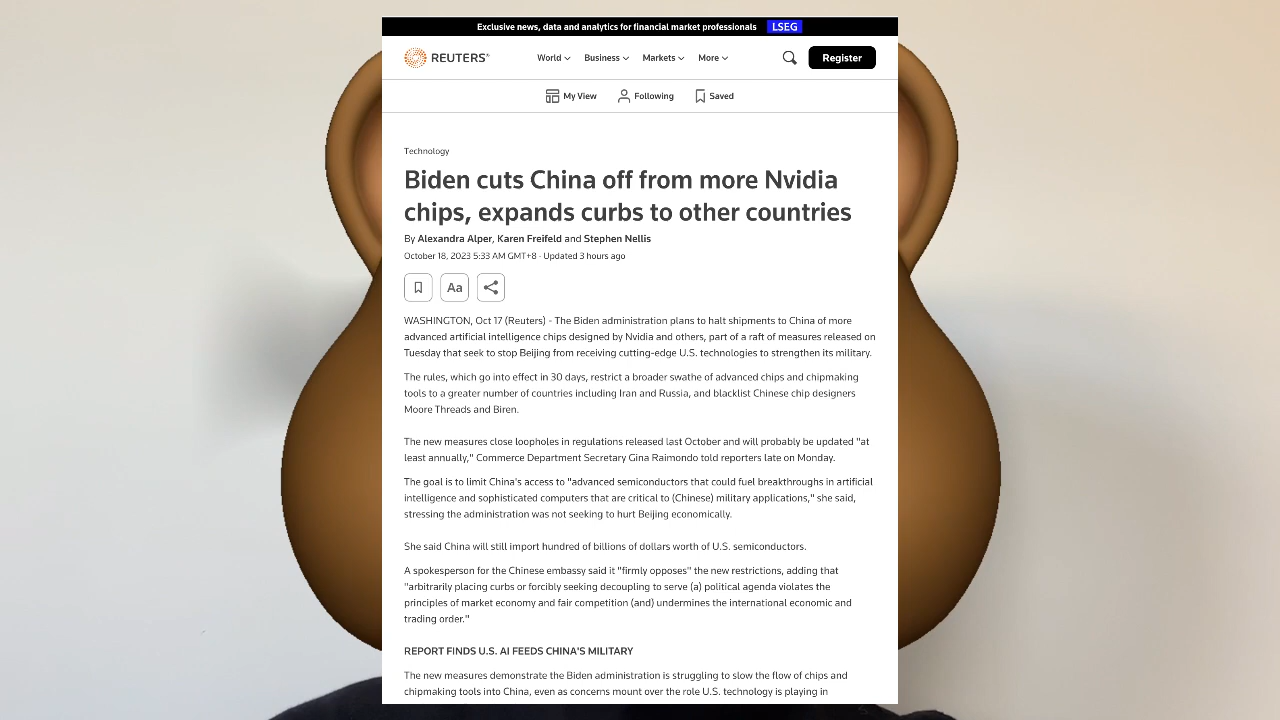 Exclusive news, data and analytics for financial market professionals LSEG
REUTERS
World Business Markets More Register
My View Following Saved
Technology
Biden cuts China off from more Nvidia
chips, expands curbs to other countries
By Alexandra Alper, Karen Freifeld and Stephen Nellis
October 18, 2023 5:33 AM GMT+8 · Updated 3 hours ago
Aa
WASHINGTON, Oct 17 (Reuters) - The Biden administration plans to halt shipments to China of more
advanced artificial intelligence chips designed by Nvidia and others, part of a raft of measures released on
Tuesday that seek to stop Beijing from receiving cutting-edge U.S. technologies to strengthen its military.
The rules, which go into effect in 30 days, restrict a broader swathe of advanced chips and chipmaking
tools to a greater number of countries including Iran and Russia, and blacklist Chinese chip designers
Moore Threads and Biren.
The new measures close loopholes in regulations released last October and will probably be updated "at
least annually," Commerce Department Secretary Gina Raimondo told reporters late on Monday.
The goal is to limit China's access to "advanced semiconductors that could fuel breakthroughs in artificial
intelligence and sophisticated computers that are critical to (Chinese) military applications," she said,
stressing the administration was not seeking to hurt Beijing economically.
She said China will still import hundred of billions of dollars worth of U.S. semiconductors.
A spokesperson for the Chinese embassy said it "firmly opposes" the new restrictions, adding that
"arbitrarily placing curbs or forcibly seeking decoupling to serve (a) political agenda violates the
principles of market economy and fair competition (and) undermines the international economic and
trading order."
REPORT FINDS U.S. AI FEEDS CHINA'S MILITARY
The new measures demonstrate the Biden administration is struggling to slow the flow of chips and
chipmaking tools into China, even as concerns mount over the role U.S. technology is playing in